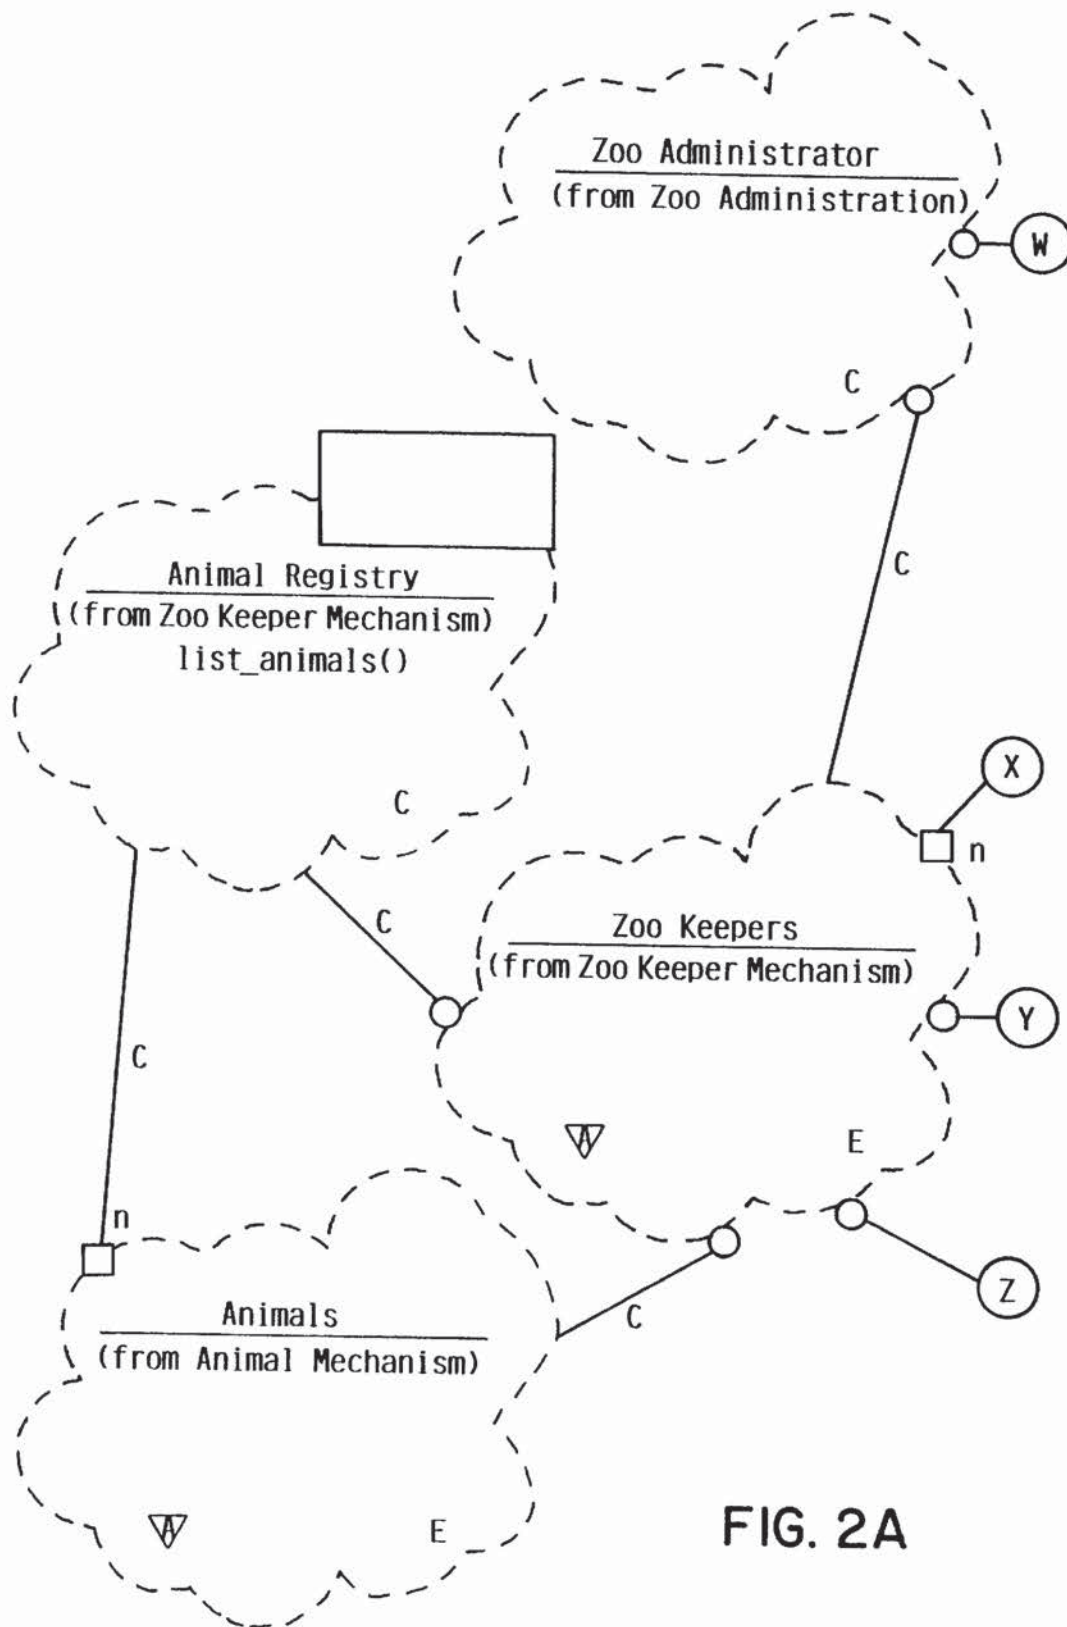 Zoo Administrator
(from Zoo Administration)
W
C
C
Animal Registry
(from Zoo Keeper Mechanism)
list_animals()
C
X
n
C
Zoo Keepers
(from Zoo Keeper Mechanism)
Y
C
A
E
n
Z
C
Animals
(from Animal Mechanism)
A
E
FIG. 2A